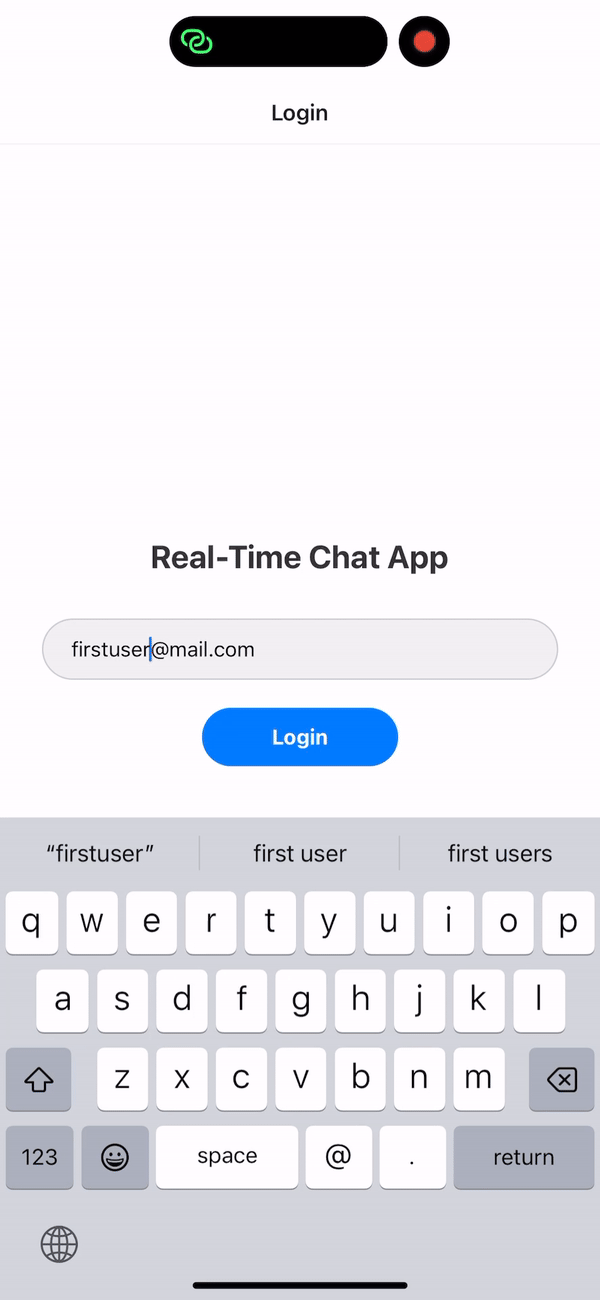 Login
Real-Time Chat App
firstuser@mail.com
Login
“firstuser” first user first users
q w e r t y u i o p
a s d f g h j k l
z x c v b n m
123 space @ . return